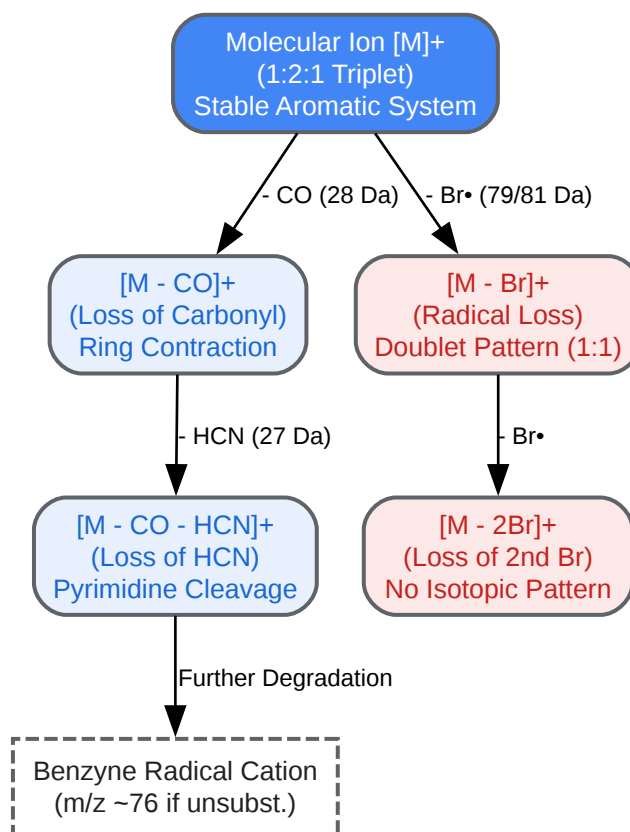 Molecular Ion [M]+
(1:2:1 Triplet)
Stable Aromatic System
- CO (28 Da)
- Br• (79/81 Da)
[M - CO]+
(Loss of Carbonyl)
Ring Contraction
[M - Br]+
(Radical Loss)
Doublet Pattern (1:1)
- HCN (27 Da)
- Br•
[M - CO - HCN]+
(Loss of HCN)
Pyrimidine Cleavage
[M - 2Br]+
(Loss of 2nd Br)
No Isotopic Pattern
Further Degradation
Benzyne Radical Cation
(m/z ~76 if unsubst.)